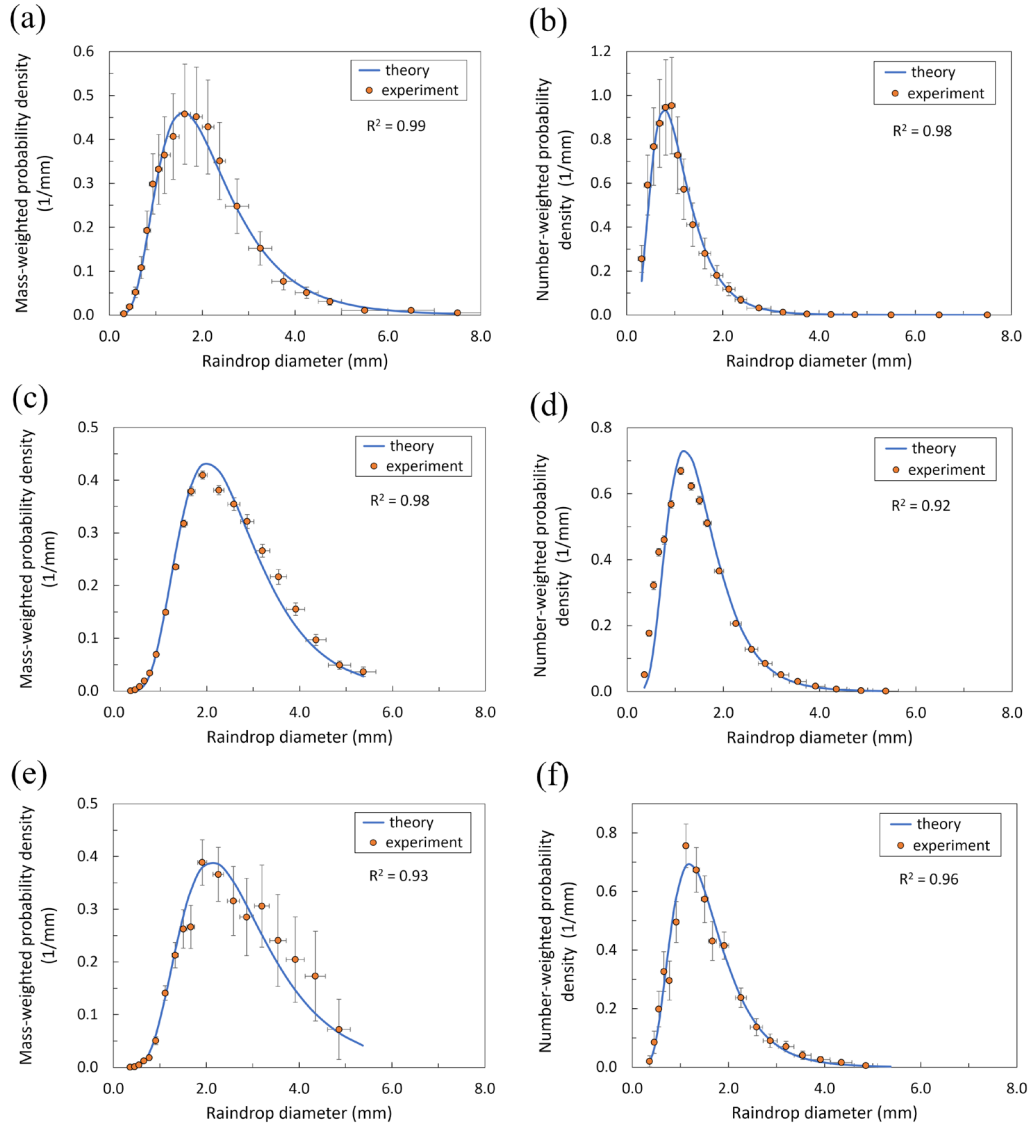 (a)
Mass-weighted probability density
(1/mm)
0.6
0.5
0.4
0.3
0.2
0.1
0.0
0.0 2.0 4.0 6.0 8.0
Raindrop diameter (mm)
theory
experiment
R² = 0.99
(b)
Number-weighted probability
density (1/mm)
1.2
1.0
0.8
0.6
0.4
0.2
0.0
0.0 2.0 4.0 6.0 8.0
Raindrop diameter (mm)
theory
experiment
R² = 0.98
(c)
Mass-weighted probability density
(1/mm)
0.5
0.4
0.3
0.2
0.1
0.0
0.0 2.0 4.0 6.0 8.0
Raindrop diameter (mm)
theory
experiment
R² = 0.98
(d)
Number-weighted probability
density (1/mm)
0.8
0.6
0.4
0.2
0.0
0.0 2.0 4.0 6.0 8.0
Raindrop diameter (mm)
theory
experiment
R² = 0.92
(e)
Mass-weighted probability density
(1/mm)
0.5
0.4
0.3
0.2
0.1
0.0
0.0 2.0 4.0 6.0 8.0
Raindrop diameter (mm)
theory
experiment
R² = 0.93
(f)
Number-weighted probability
density (1/mm)
0.8
0.6
0.4
0.2
0.0
0.0 2.0 4.0 6.0 8.0
Raindrop diameter (mm)
theory
experiment
R² = 0.96